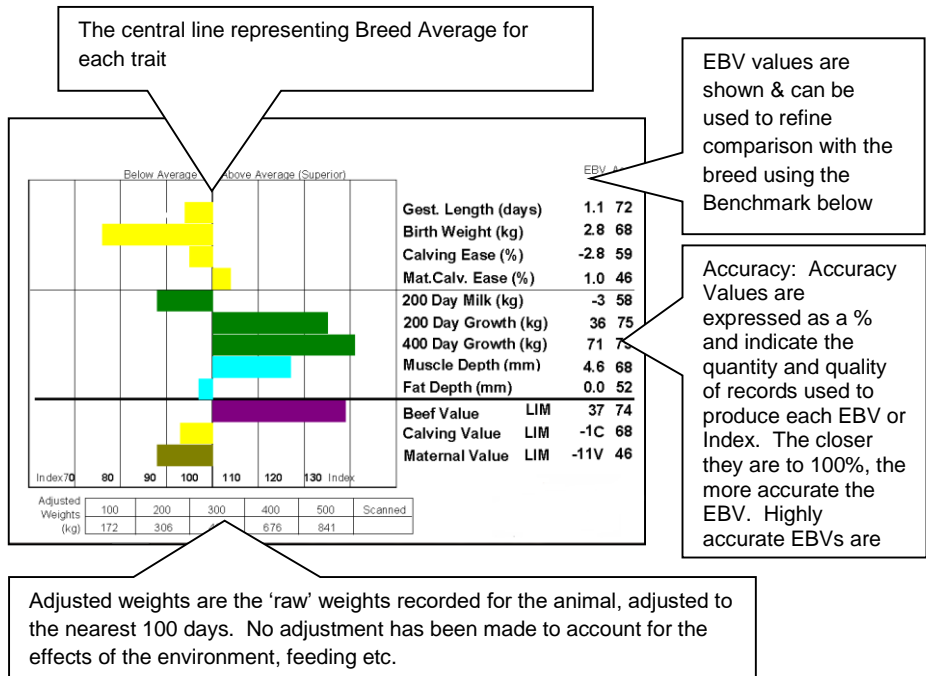 The central line representing Breed Average for
each trait
EBV values are
shown & can be
used to refine
comparison with the
breed using the
Benchmark below
Below Average Above Average (Superior)
EBV
Gest. Length (days) 1.1 72
Birth Weight (kg) 2.8 68
Calving Ease (%) -2.8 59
Mat.Calv. Ease (%) 1.0 46
200 Day Milk (kg) -3 58
200 Day Growth (kg) 36 75
400 Day Growth (kg) 71
Muscle Depth (mm) 4.6 68
Fat Depth (mm) 0.0 52
Beef Value LIM 37 74
Calving Value LIM -1C 68
Maternal Value LIM -11V 46
Index 70 80 90 100 110 120 130 Index
Accuracy: Accuracy
Values are
expressed as a %
and indicate the
quantity and quality
of records used to
produce each EBV or
Index. The closer
they are to 100%, the
more accurate the
EBV. Highly
accurate EBVs are
Adjusted
Weights
(kg)
100 200 300 400 500 Scanned
172 306 676 841
Adjusted weights are the ‘raw’ weights recorded for the animal, adjusted to
the nearest 100 days. No adjustment has been made to account for the
effects of the environment, feeding etc.